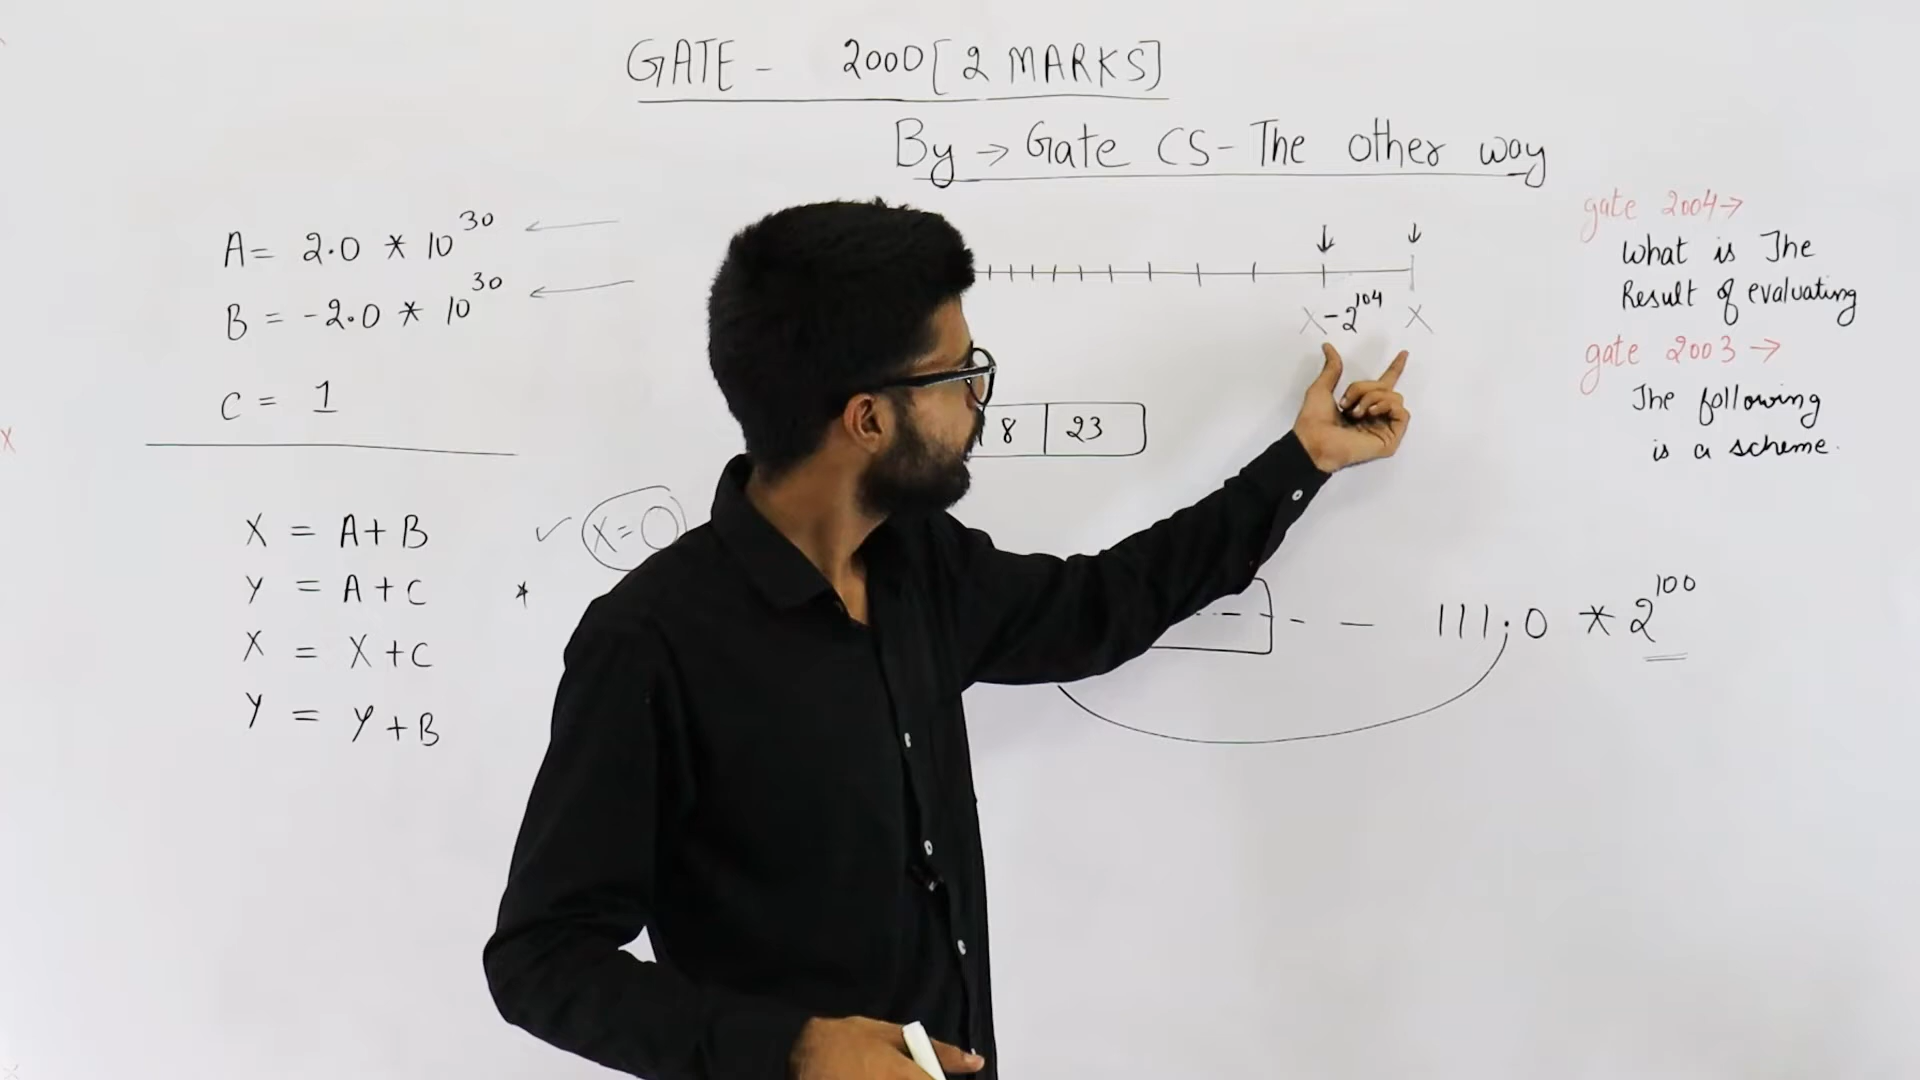 GATE - 2000 [2 MARKS]
By → Gate CS - The other way
A = 2.0 * 10^30
B = -2.0 * 10^30
C = 1
X = A + B
Y = A + C *
X = X + C
Y = Y + B
✓ X = 0
X - 2^104 X
8 | 23
- - - 111.0 * 2^100
gate 2004 →
What is The
Result of evaluating
gate 2003 →
The following
is a scheme.